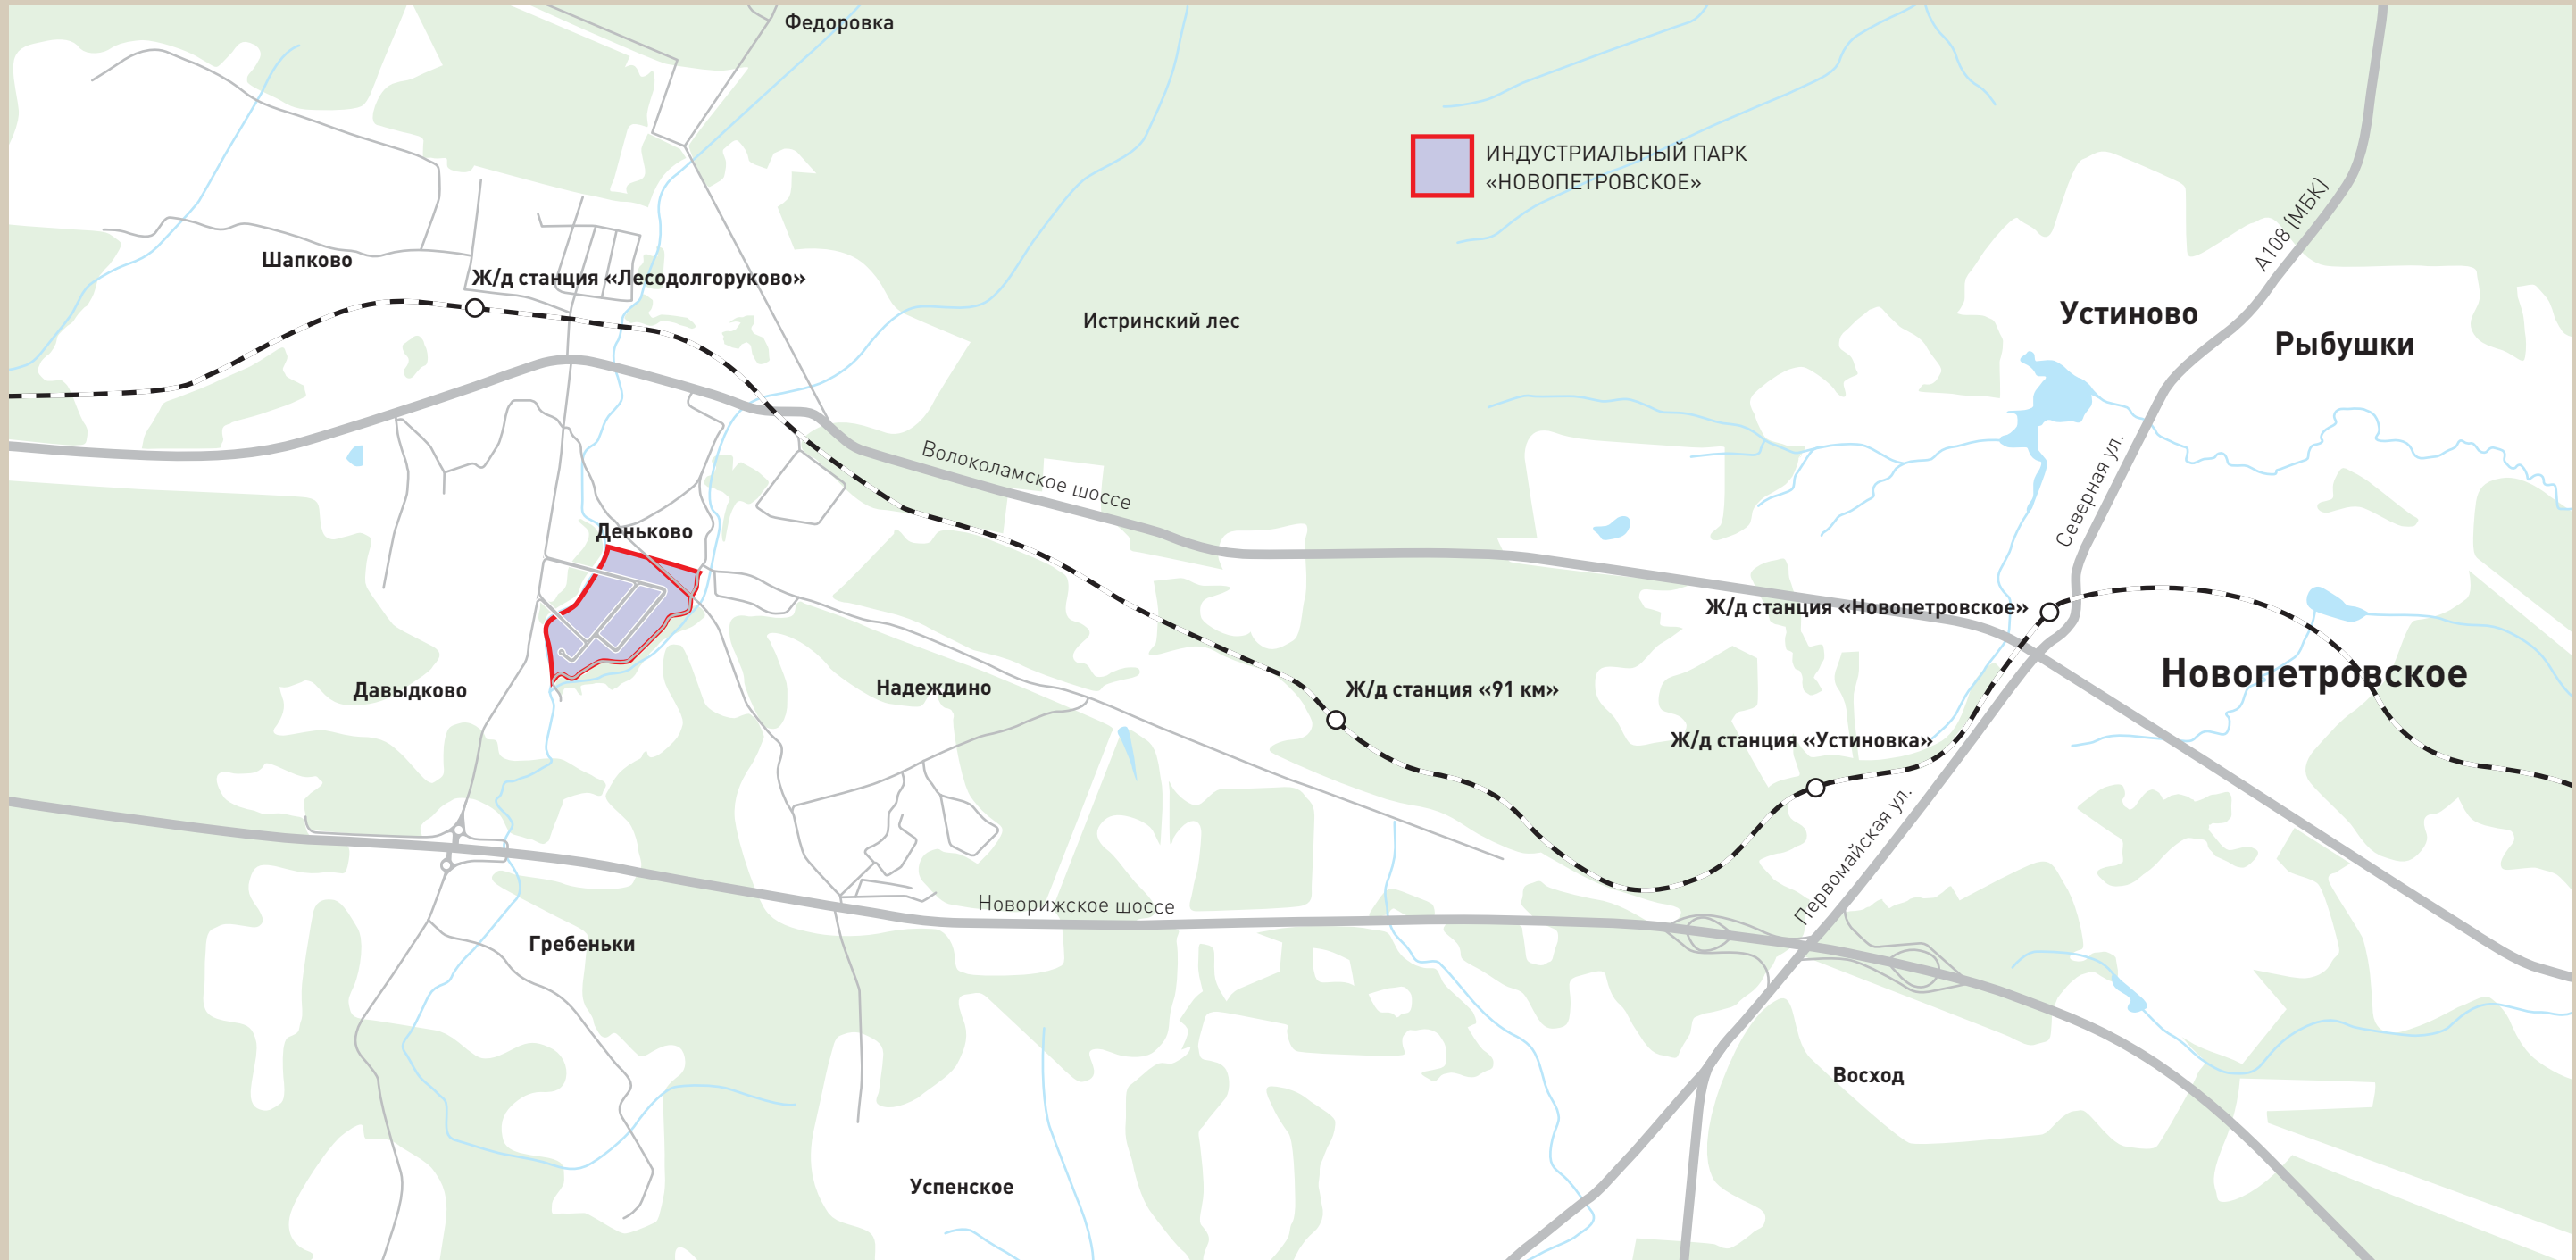 Федоровка
ИНДУСТРИАЛЬНЫЙ ПАРК
«НОВОПЕТРОВСКОЕ»
А108 (МБК)
Шапково
Ж/д станция «Лесодолгоруково»
Истринский лес
Устиново
Рыбушки
Волоколамское шоссе
Северная ул.
Деньково
Ж/д станция «Новопетровское»
Новопетровское
Давыдково
Надеждино
Ж/д станция «91 км»
Ж/д станция «Устиновка»
Первомайская ул.
Новорижское шоссе
Гребеньки
Восход
Успенское